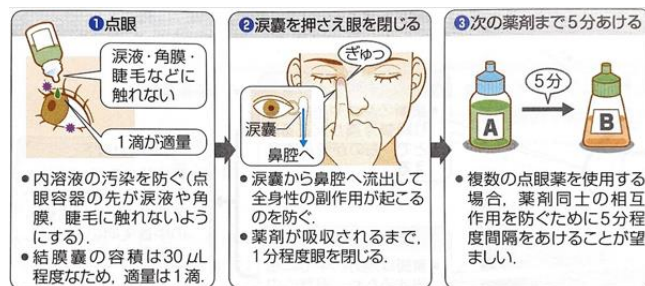 ❶点眼
涙液・角膜・
睫毛などに
触れない
1滴が適量
• 内溶液の汚染を防ぐ(点
眼容器の先が涙液や角
膜,睫毛に触れないよう
にする).
• 結膜嚢の容積は30μL
程度なため,適量は1滴.
❷涙嚢を押さえ眼を閉じる
ぎゅっ
涙嚢
鼻腔へ
• 涙嚢から鼻腔へ流出して
全身性の副作用が起こる
のを防ぐ.
• 薬剤が吸収されるまで,
1分程度眼を閉じる.
❸次の薬剤まで5分あける
5分
A
B
• 複数の点眼薬を使用する
場合,薬剤同士の相互
作用を防ぐために5分程
度間隔をあけることが望
ましい.